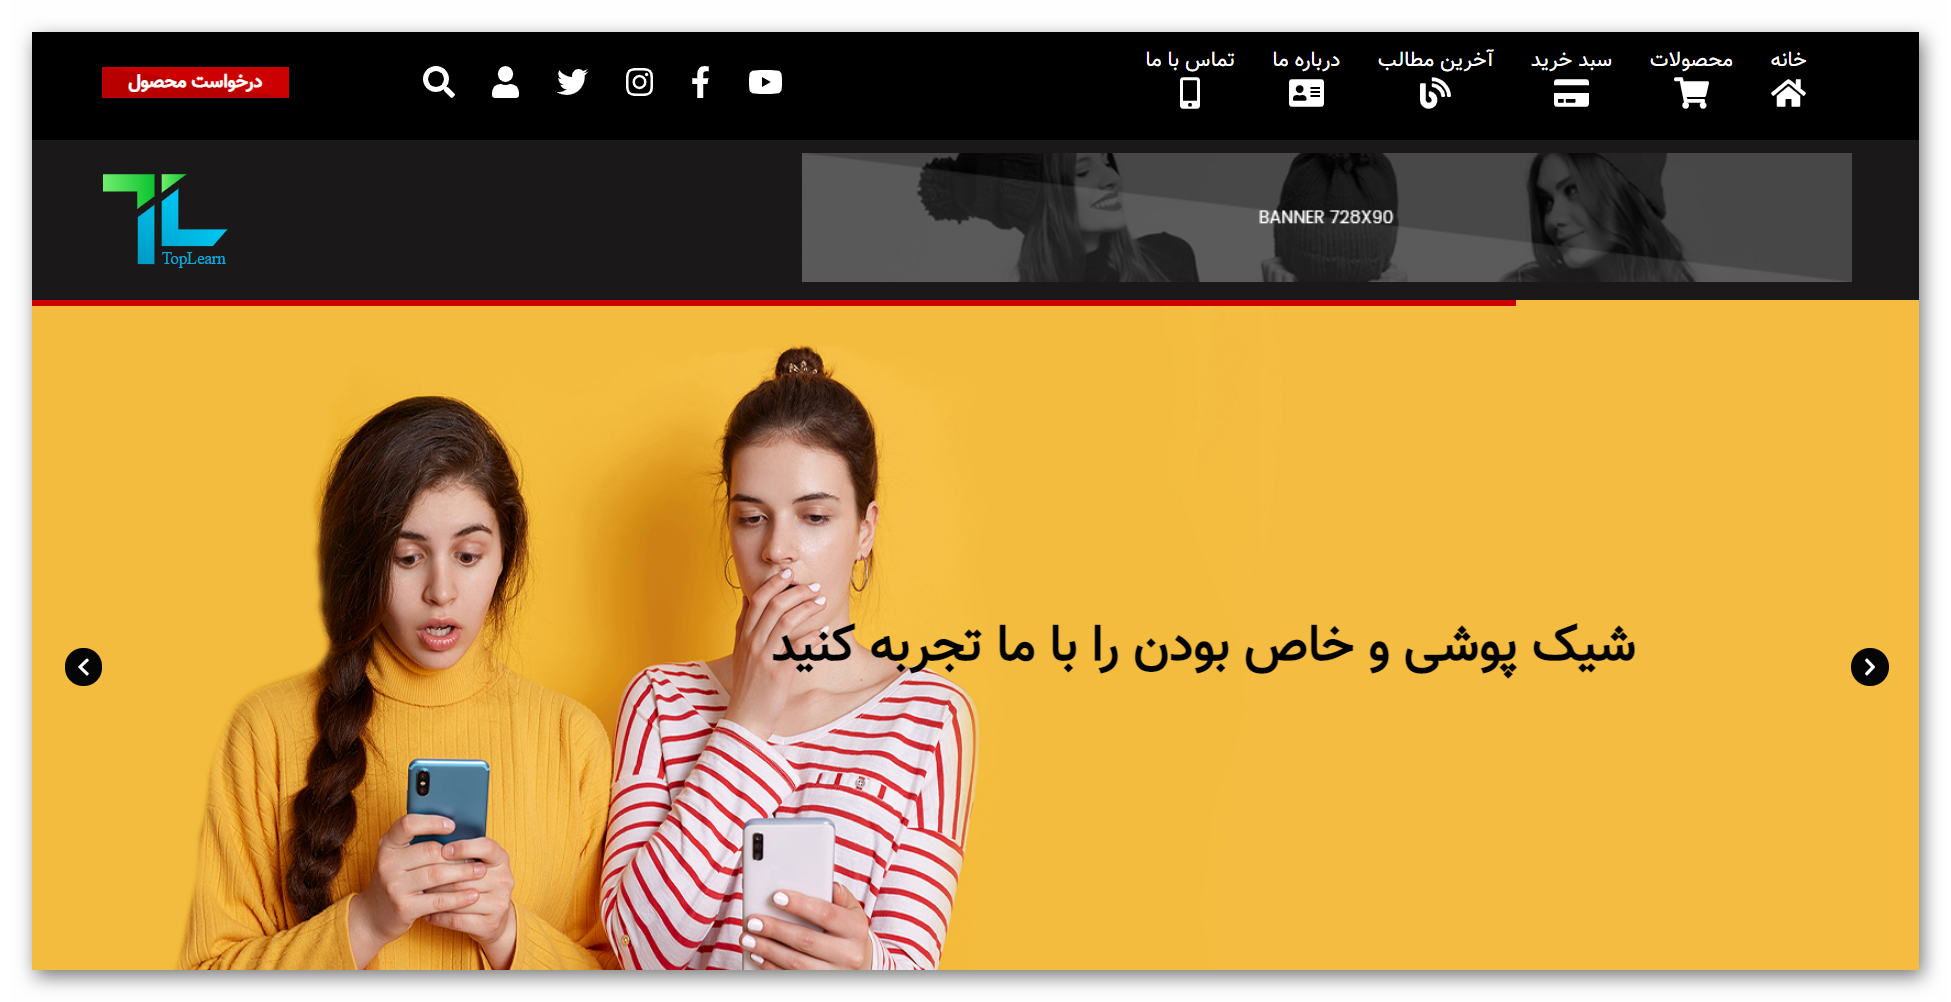 خانه
محصولات
سبد خرید
آخرین مطالب
درباره ما
تماس با ما
درخواست محصول
BANNER 728X90
TopLearn
شیک پوشی و خاص بودن را با ما تجربه کنید